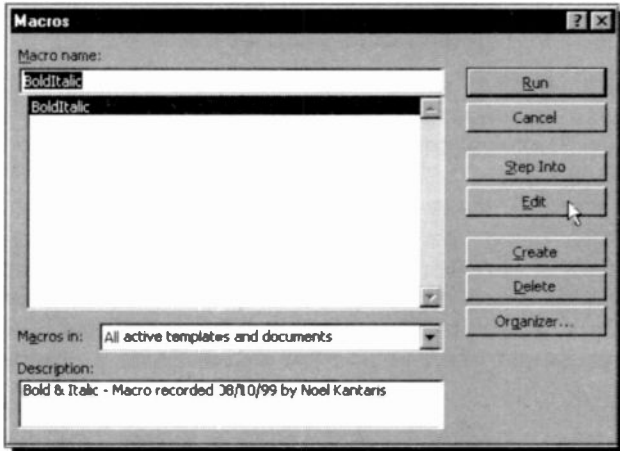 Macros
Macro name:
BoldItalic
BoldItalic
Run
Cancel
Step Into
Edit
Create
Delete
Organizer...
Macros in: All active templates and documents
Description:
Bold & Italic - Macro recorded 08/10/99 by Noel Kantaris